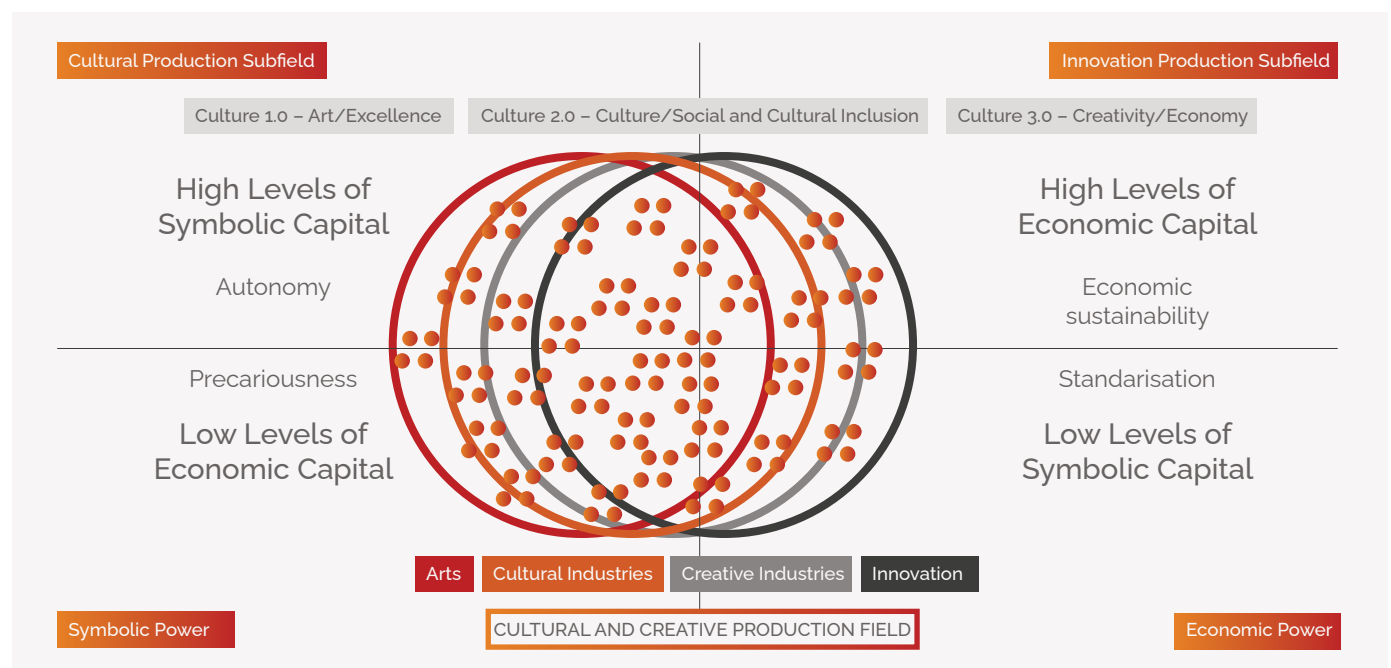 Cultural Production Subfield
Innovation Production Subfield
Culture 1.0 – Art/Excellence
Culture 2.0 – Culture/Social and Cultural Inclusion
Culture 3.0 – Creativity/Economy
High Levels of
Symbolic Capital
High Levels of
Economic Capital
Autonomy
Economic
sustainability
Precariousness
Standarisation
Low Levels of
Economic Capital
Low Levels of
Symbolic Capital
Arts
Cultural Industries
Creative Industries
Innovation
Symbolic Power
CULTURAL AND CREATIVE PRODUCTION FIELD
Economic Power